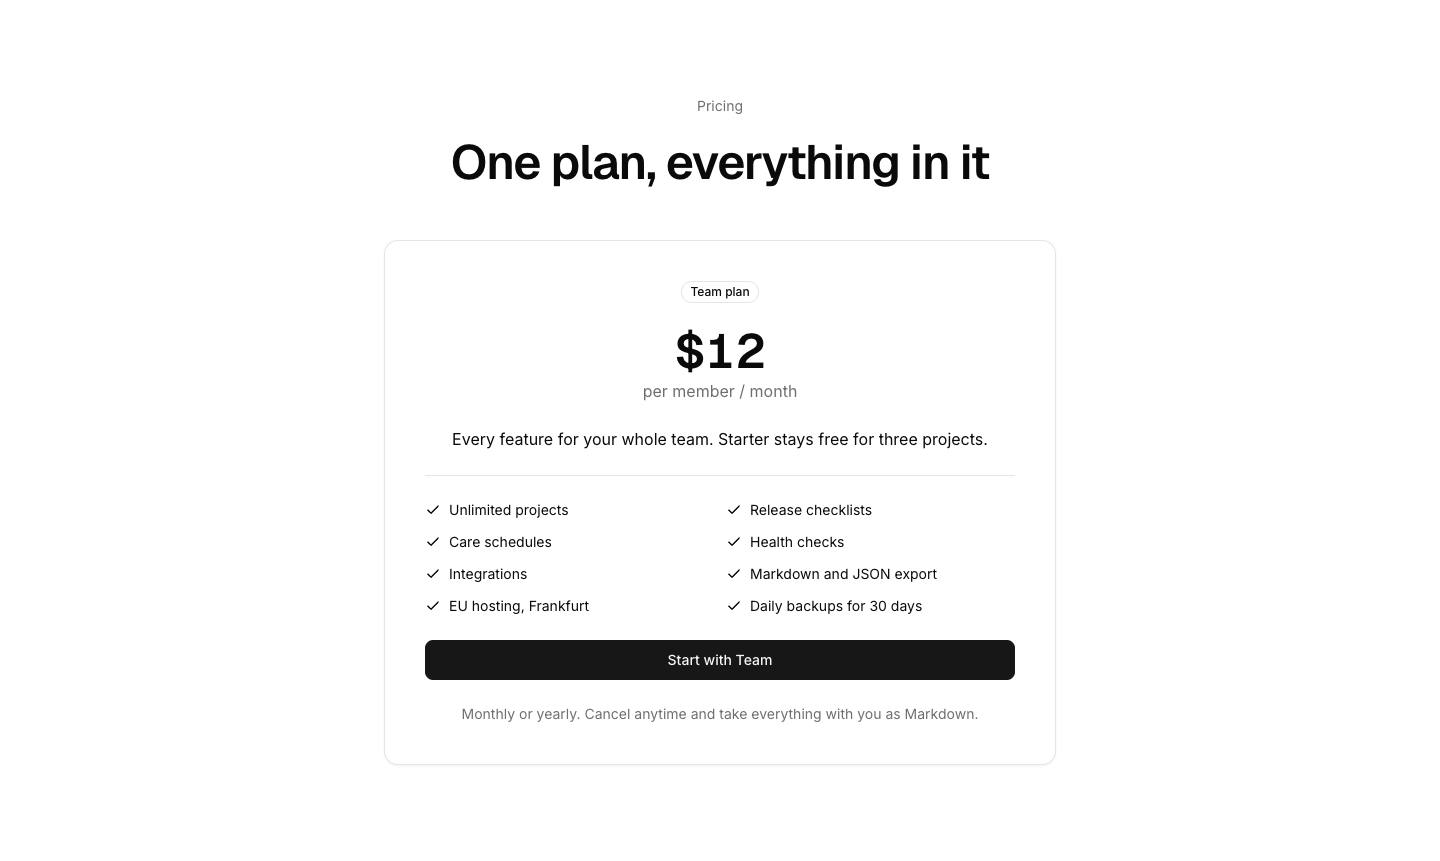 Pricing
One plan, everything in it
Team plan
$12
per member / month
Every feature for your whole team. Starter stays free for three projects.
Unlimited projects
Release checklists
Care schedules
Health checks
Integrations
Markdown and JSON export
EU hosting, Frankfurt
Daily backups for 30 days
Start with Team
Monthly or yearly. Cancel anytime and take everything with you as Markdown.